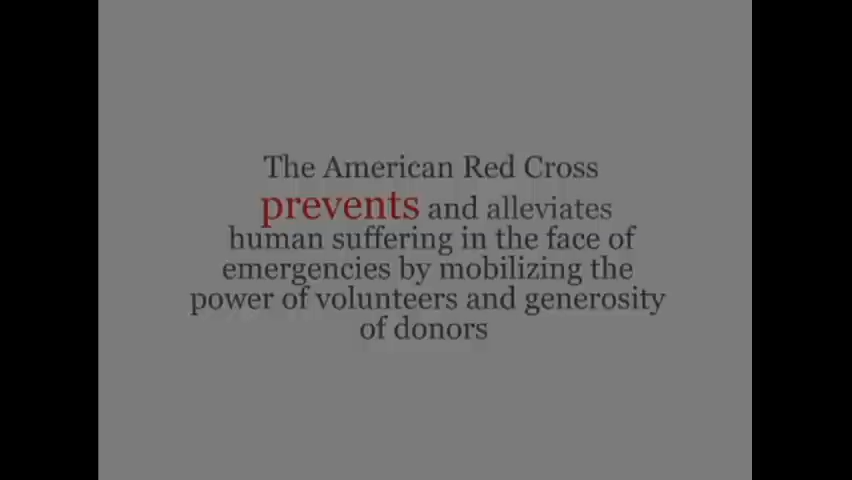 The American Red Cross
prevents and alleviates
human suffering in the face of
emergencies by mobilizing the
power of volunteers and generosity
of donors